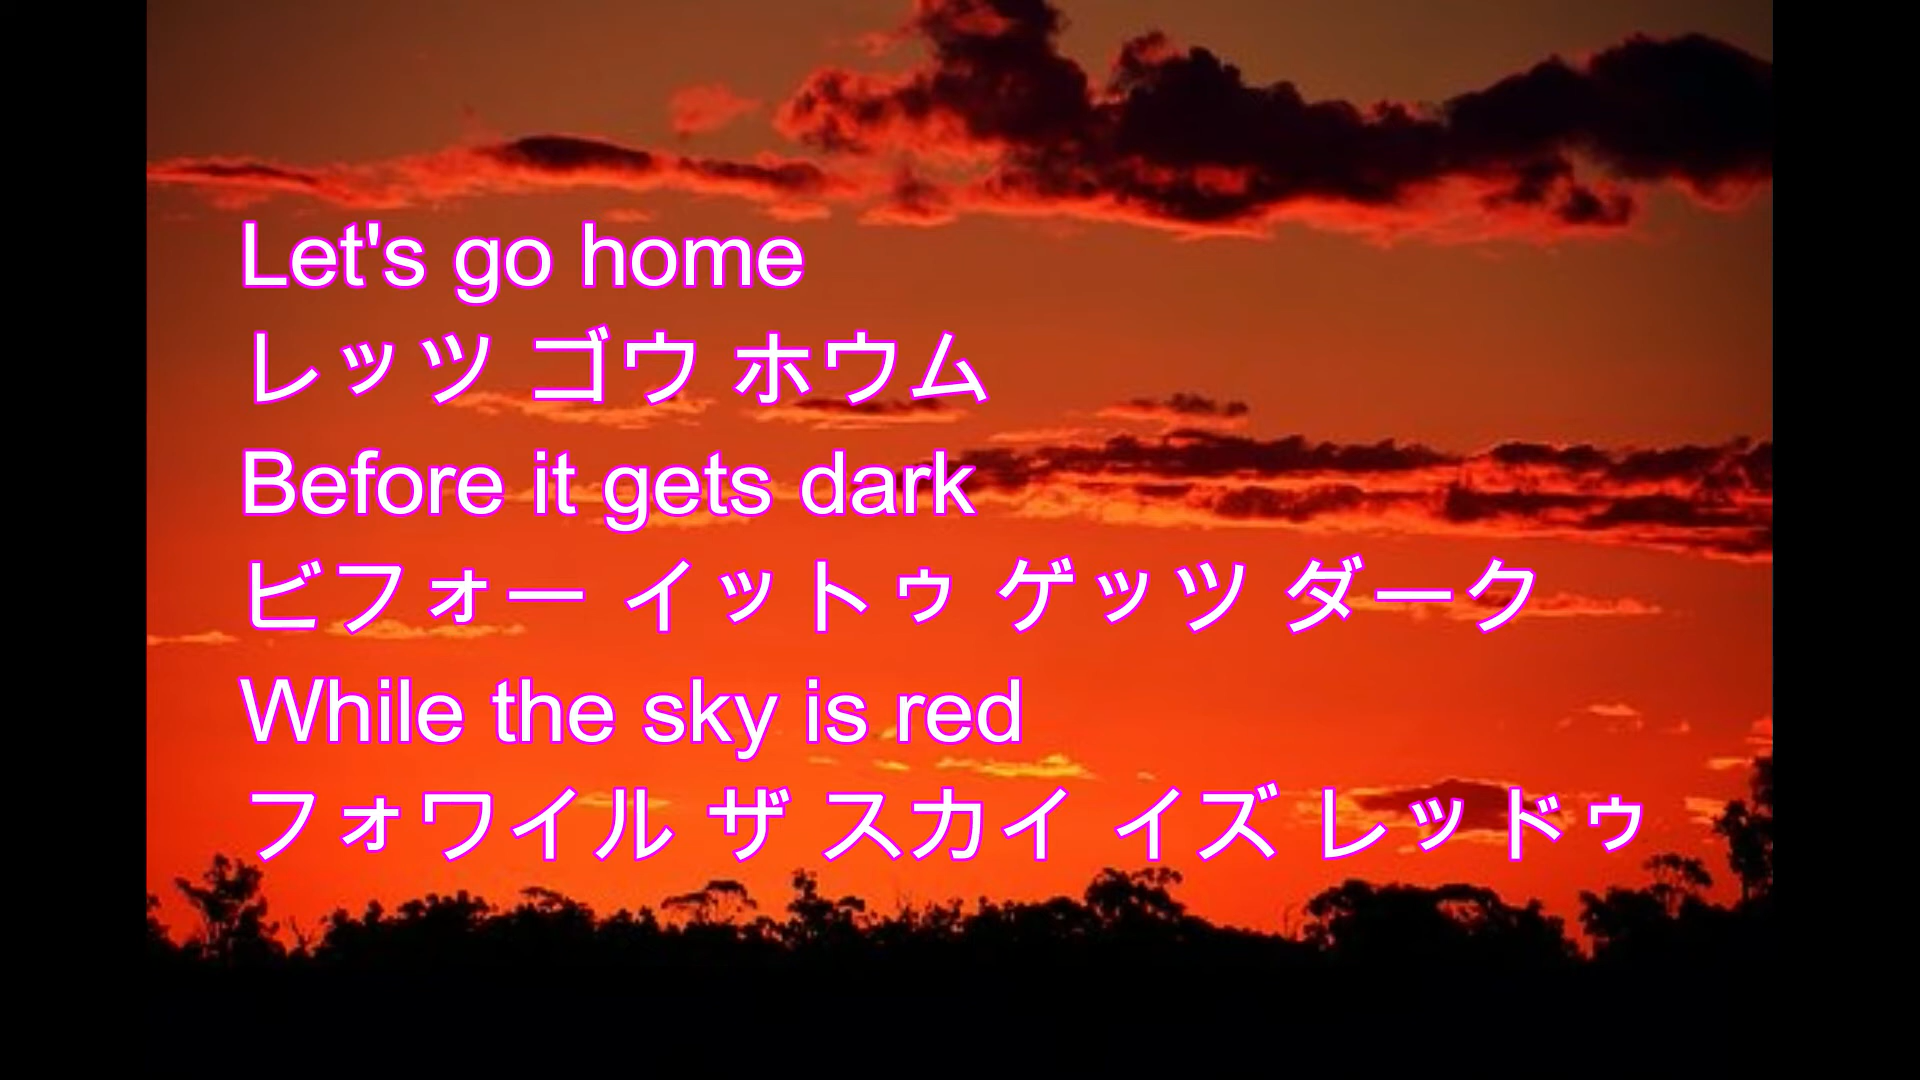 Let's go home
レッツ ゴウ ホウム
Before it gets dark
ビフォー イットゥ ゲッツ ダーク
While the sky is red
フォワイル ザ スカイ イズ レッドゥ